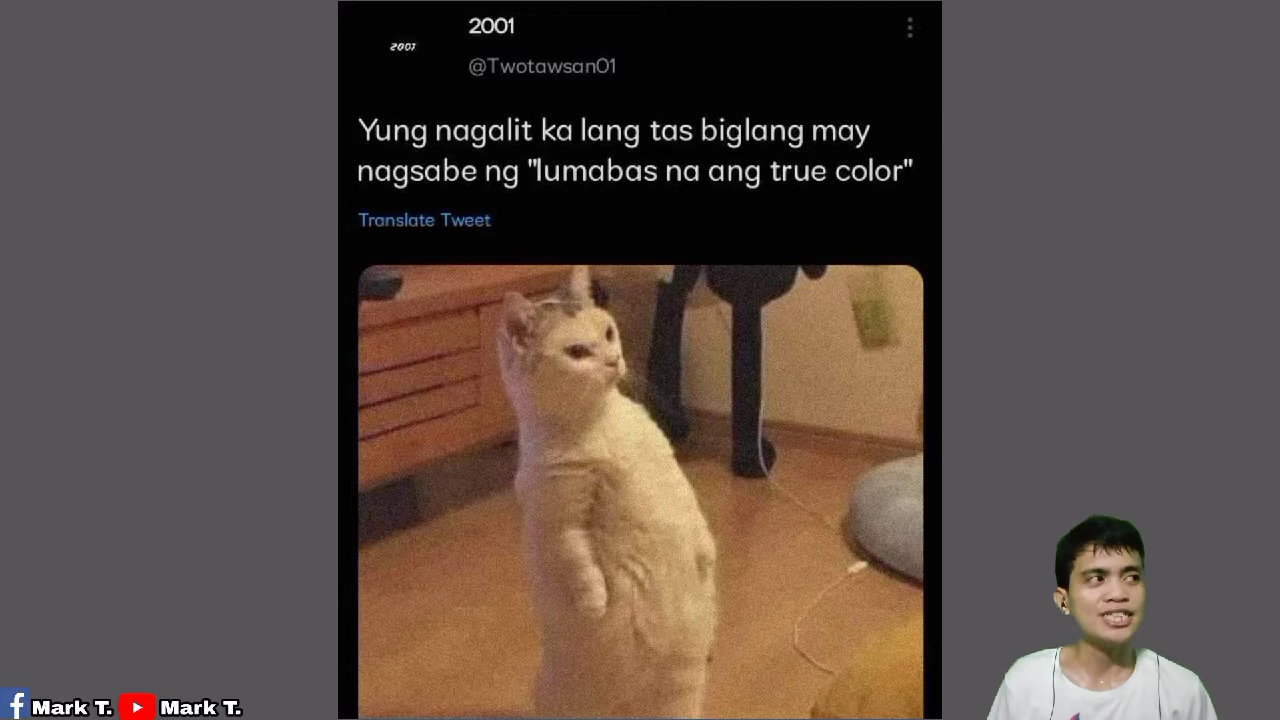 2001
2001
@Twotawsan01
Yung nagalit ka lang tas biglang may
nagsabe ng "lumabas na ang true color"
Translate Tweet
Mark T. Mark T.